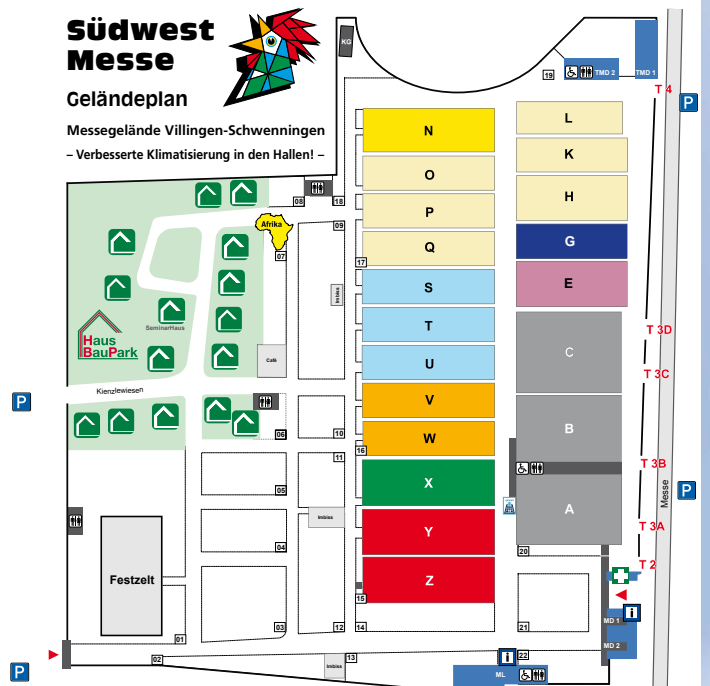 Südwest
Messe
Geländeplan
Messegelände Villingen-Schwenningen
– Verbesserte Klimatisierung in den Hallen! –
KG
19
TMD 2
TMD 1
T 4
P
N
L
O
K
P
H
Q
G
S
E
T
C
U
V
B
W
X
A
Y
Z
08
18
Afrika
09
07
17
Imbiss
SeminarHaus
Haus
BauPark
Café
Kienzlewiesen
P
06
10
16
11
05
Imbiss
04
Festzelt
03
12
15
14
01
02
13
Imbiss
T 3D
T 3C
T 3B
Messe
P
T 3A
T 2
20
21
22
i
MD 1
MD 2
i
ML
P